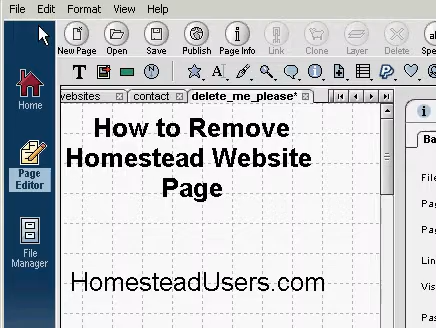 File Edit Format View Help
New Page Open Save Publish Page Info Link Clone Layer Delete
websites contact delete_me_please*
Home
Page Editor
File Manager
How to Remove
Homestead Website
Page
HomesteadUsers.com